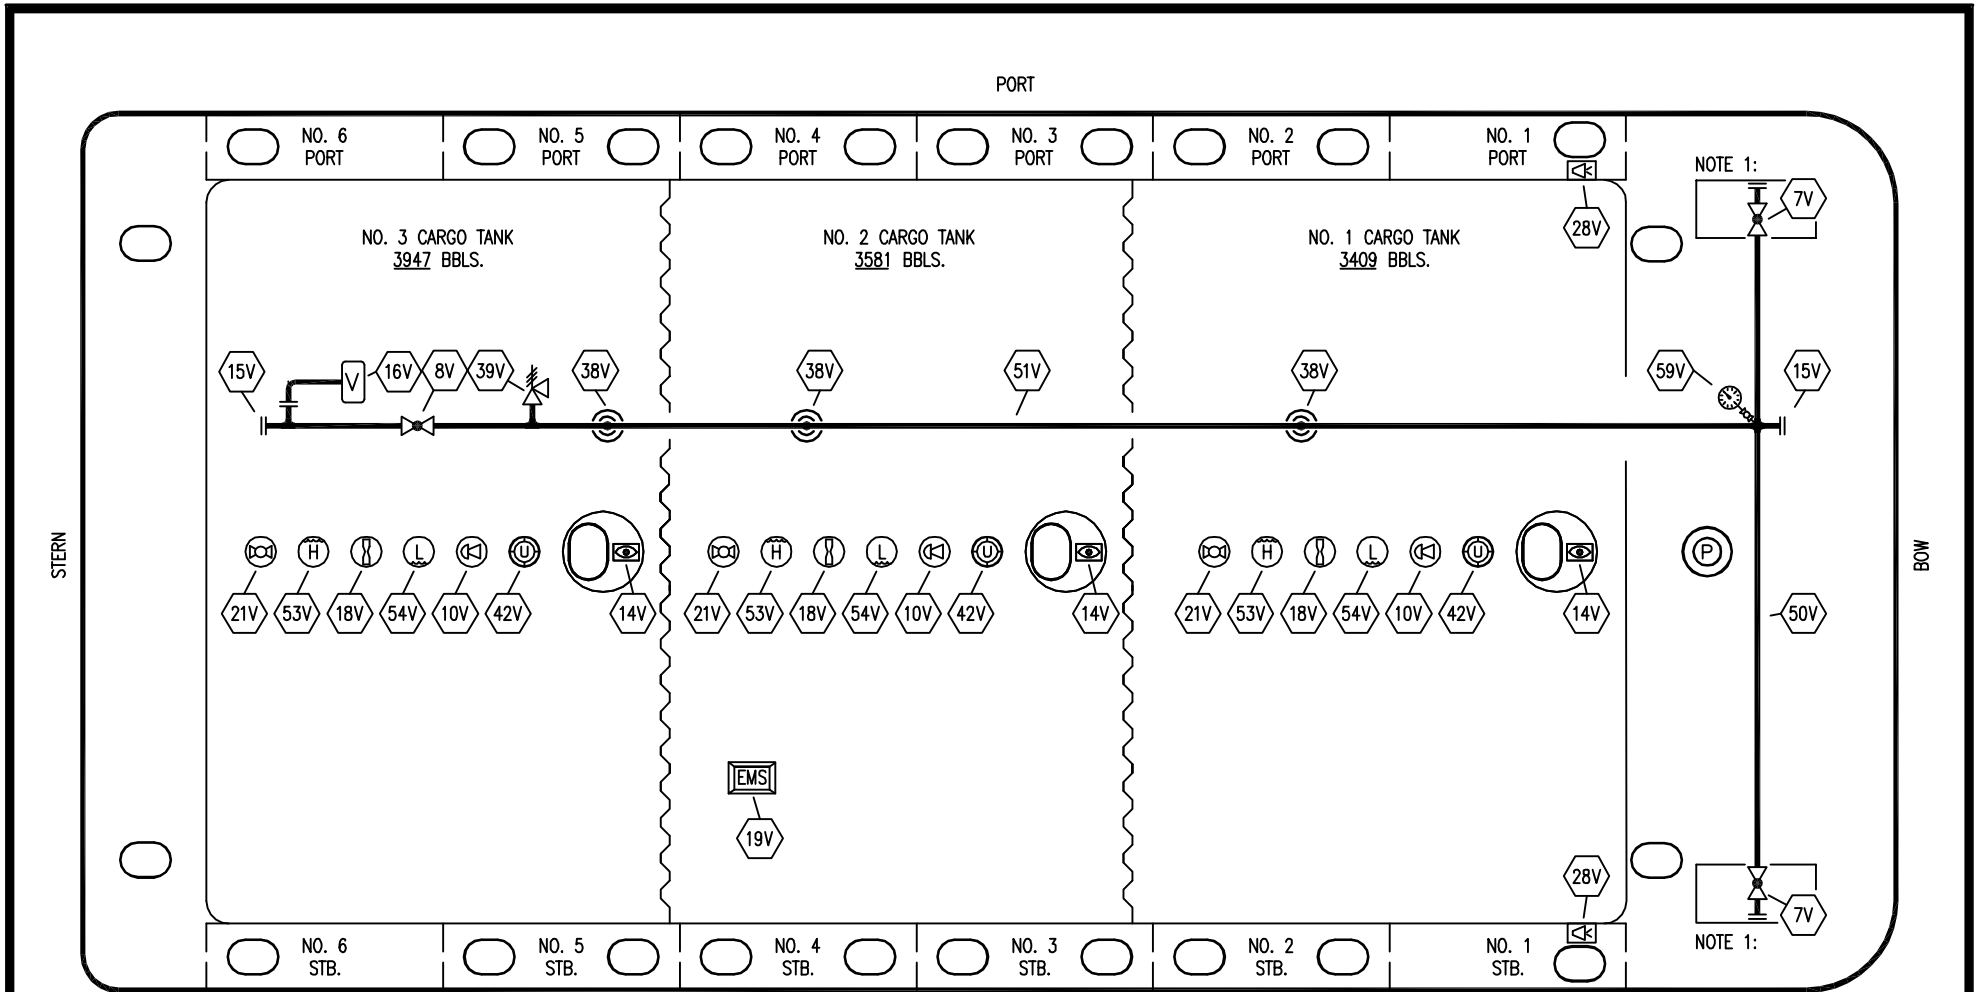 PORT
NO. 6
PORT
NO. 5
PORT
NO. 4
PORT
NO. 3
PORT
NO. 2
PORT
NO. 1
PORT
NOTE 1:
7V
28V
NO. 3 CARGO TANK
3947 BBLS.
NO. 2 CARGO TANK
3581 BBLS.
NO. 1 CARGO TANK
3409 BBLS.
15V
V
16V
8V
39V
38V
38V
51V
38V
59V
15V
STERN
H
L
U
H
L
U
H
L
U
P
BOW
21V
53V
18V
54V
10V
42V
14V
21V
53V
18V
54V
10V
42V
14V
21V
53V
18V
54V
10V
42V
14V
50V
EMS
19V
28V
7V
NOTE 1:
NO. 6
STB.
NO. 5
STB.
NO. 4
STB.
NO. 3
STB.
NO. 2
STB.
NO. 1
STB.